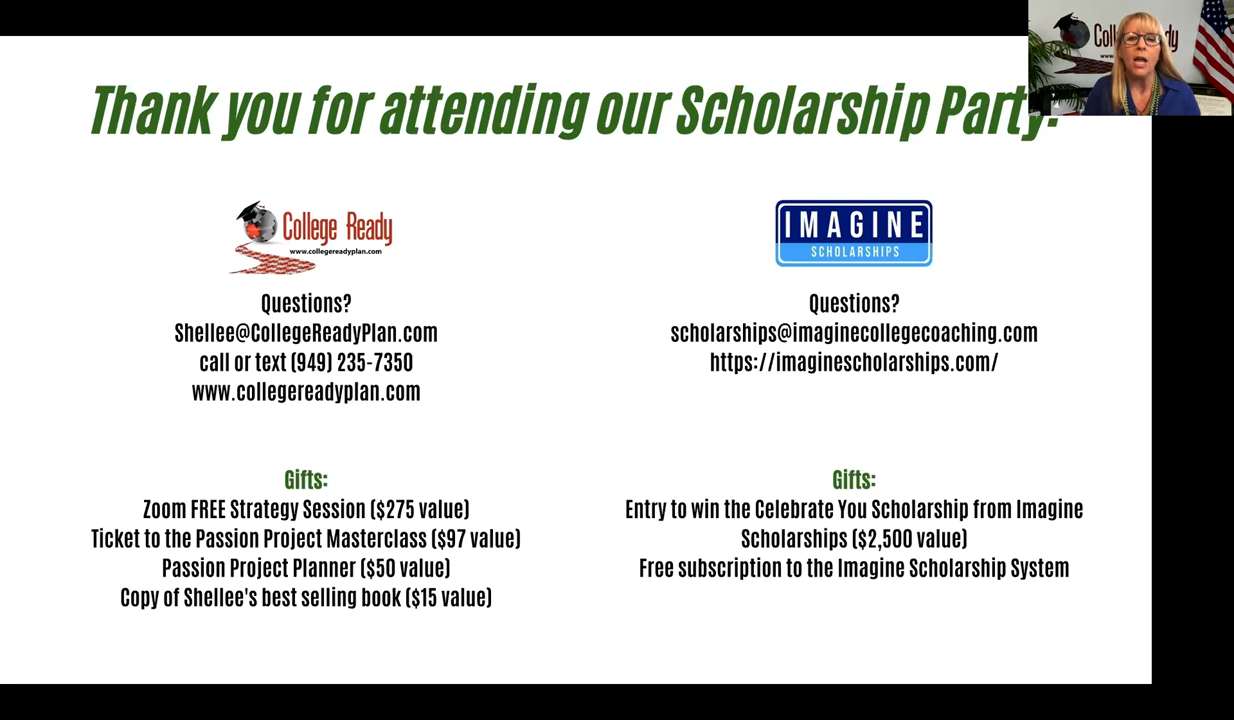 Thank you for attending our Scholarship Party!
College Ready
www.collegereadyplan.com
Questions?
Shellee@CollegeReadyPlan.com
call or text (949) 235-7350
www.collegereadyplan.com
Gifts:
Zoom FREE Strategy Session ($275 value)
Ticket to the Passion Project Masterclass ($97 value)
Passion Project Planner ($50 value)
Copy of Shellee's best selling book ($15 value)
IMAGINE
SCHOLARSHIPS
Questions?
scholarships@imaginecollegecoaching.com
https://imaginescholarships.com/
Gifts:
Entry to win the Celebrate You Scholarship from Imagine
Scholarships ($2,500 value)
Free subscription to the Imagine Scholarship System